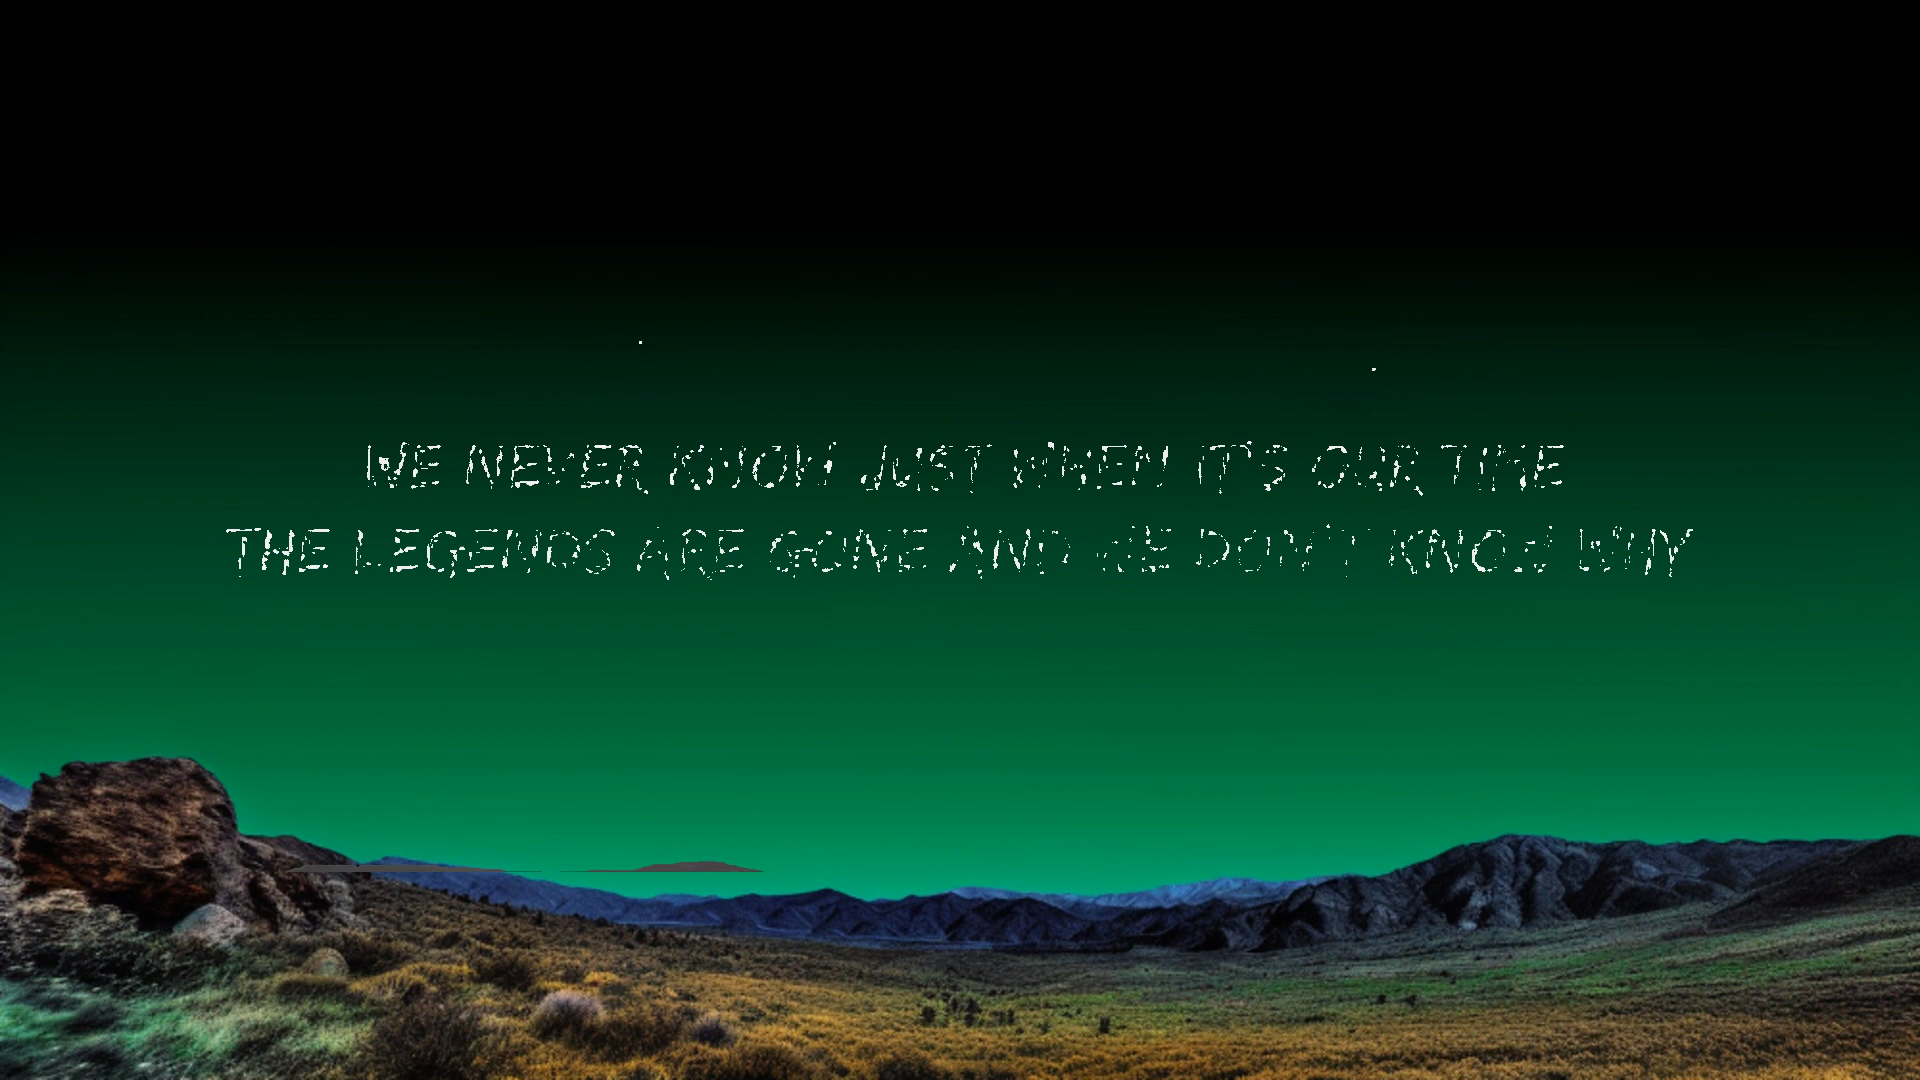 WE NEVER KNOW JUST WHEN IT'S OUR TIME
THE LEGENDS ARE GONE AND WE DON'T KNOW WHY